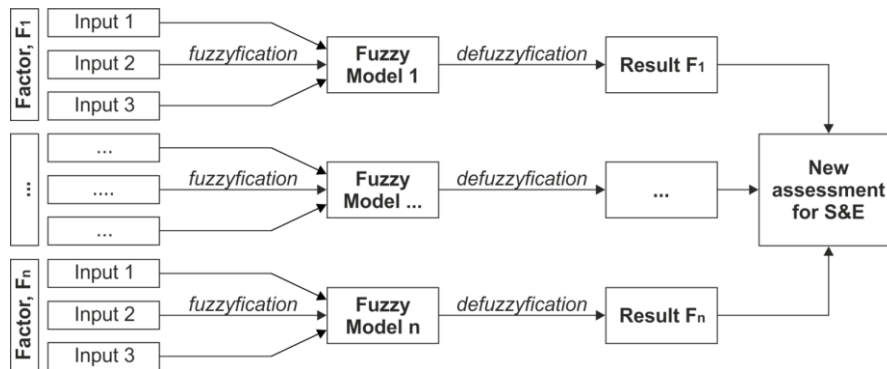 Factor, F1
Input 1
Input 2
Input 3
fuzzyfication
Fuzzy
Model 1
defuzzyfication
Result F1
...
...
....
...
fuzzyfication
Fuzzy
Model ...
defuzzyfication
...
New
assessment
for S&E
Factor, Fn
Input 1
Input 2
Input 3
fuzzyfication
Fuzzy
Model n
defuzzyfication
Result Fn